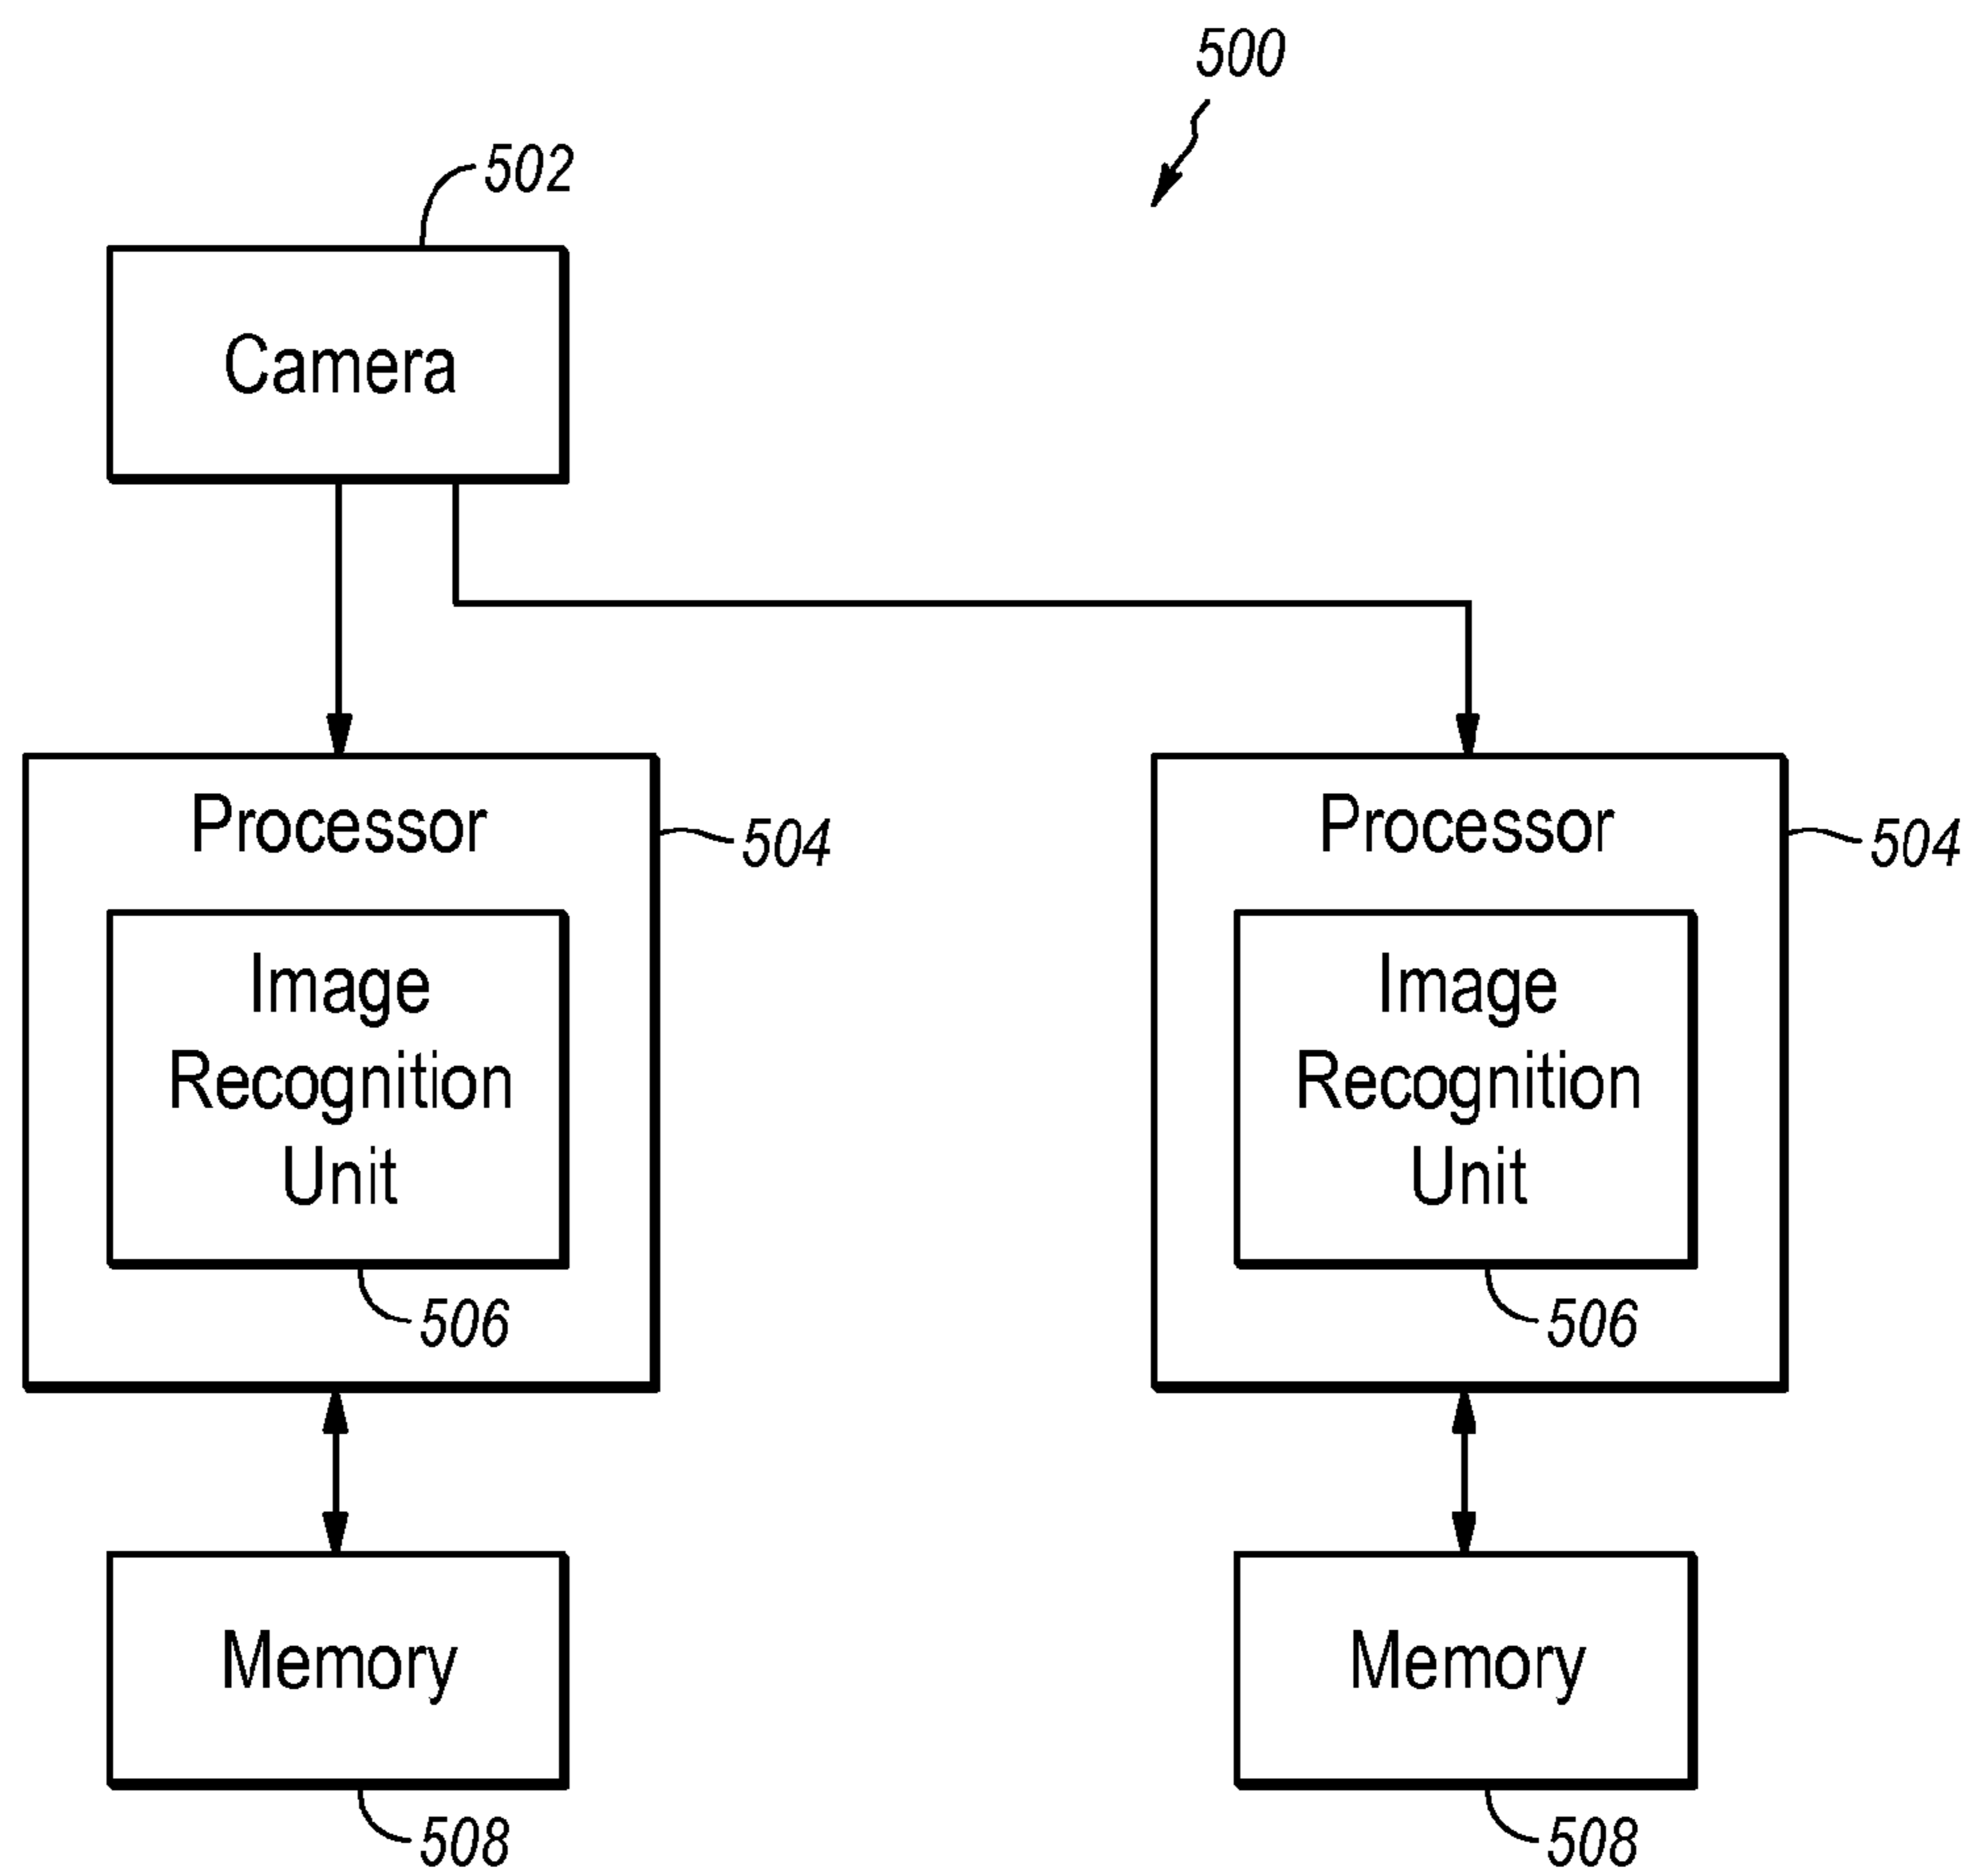 500
502
Camera
Processor
504
Image
Recognition
Unit
506
Memory
508
Processor
504
Image
Recognition
Unit
506
Memory
508